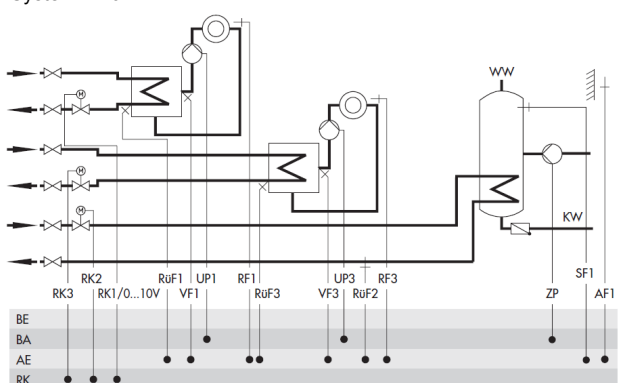 M
M
M
WW
KW
RK2 RüF1 UP1 RF1 UP3 RF3 SF1
RK3 RK1/0...10V VF1 RüF3 VF3 RüF2 ZP AF1
BE
BA
AE
RK